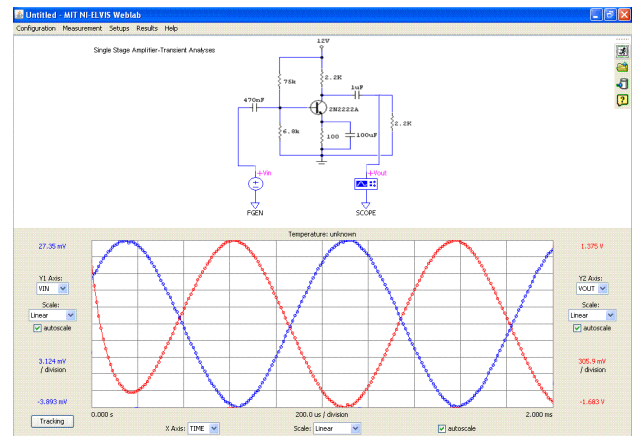 Untitled - MIT NI-ELVIS Weblab
Configuration Measurement Setups Results Help
Single Stage Amplifier-Transient Analyses
12V
75k
2.2K
1uF
470nF
2N2222A
6.8k
100
100uF
2.2K
+Vin
+Vout
FGEN
SCOPE
Temperature: unknown
27.35 mV
1.375 V
Y1 Axis:
VIN
Scale:
Linear
autoscale
3.124 mV
/ division
-3.893 mV
Y2 Axis:
VOUT
Scale:
Linear
autoscale
305.9 mV
/ division
-1.683 V
Tracking
0.000 s
200.0 us / division
2.000 ms
X Axis: TIME
Scale: Linear
autoscale